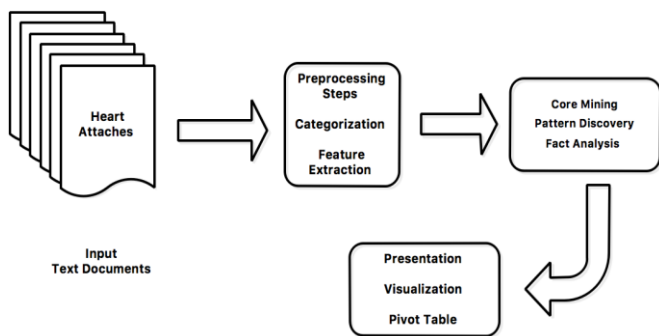 Heart
Attaches
Input
Text Documents
Preprocessing
Steps
Categorization
Feature
Extraction
Core Mining
Pattern Discovery
Fact Analysis
Presentation
Visualization
Pivot Table